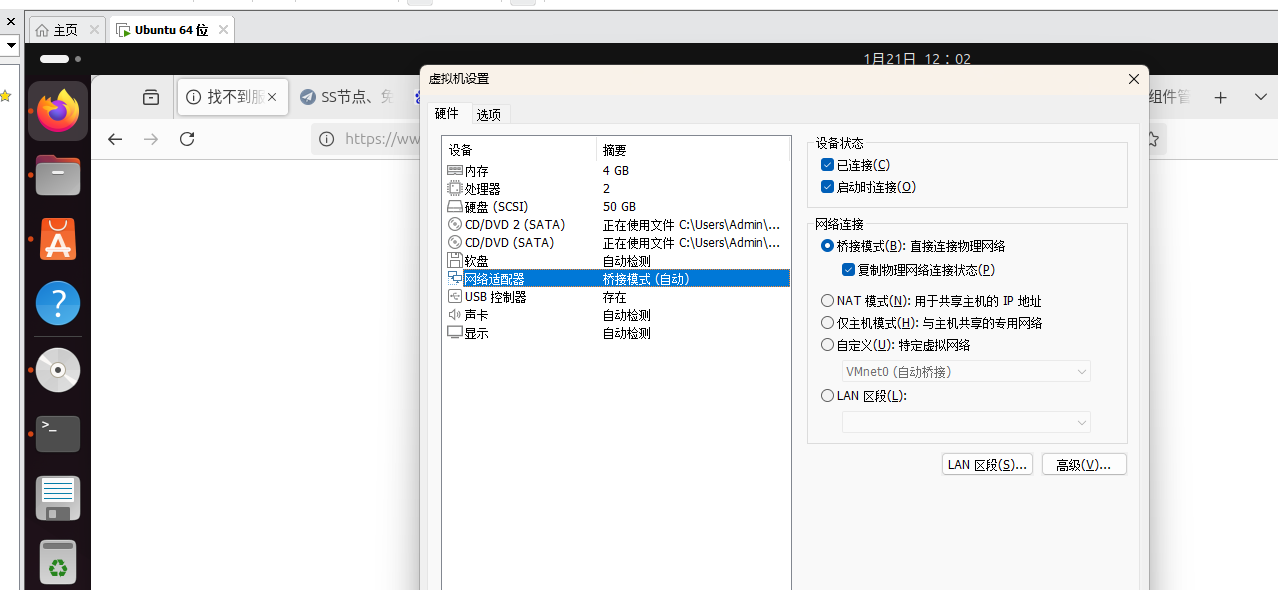 主页
Ubuntu 64 位
1月21日 12：02
找不到服
SS节点、免
组件管
https://ww
虚拟机设置
硬件
选项
设备 摘要
内存 4 GB
处理器 2
硬盘 (SCSI) 50 GB
CD/DVD 2 (SATA) 正在使用文件 C:\Users\Admin\...
CD/DVD (SATA) 正在使用文件 C:\Users\Admin\...
软盘 自动检测
网络适配器 桥接模式 (自动)
USB 控制器 存在
声卡 自动检测
显示 自动检测
设备状态
已连接(C)
启动时连接(O)
网络连接
桥接模式(B): 直接连接物理网络
复制物理网络连接状态(P)
NAT 模式(N): 用于共享主机的 IP 地址
仅主机模式(H): 与主机共享的专用网络
自定义(U): 特定虚拟网络
VMnet0 (自动桥接)
LAN 区段(L):
LAN 区段(S)...
高级(V)...